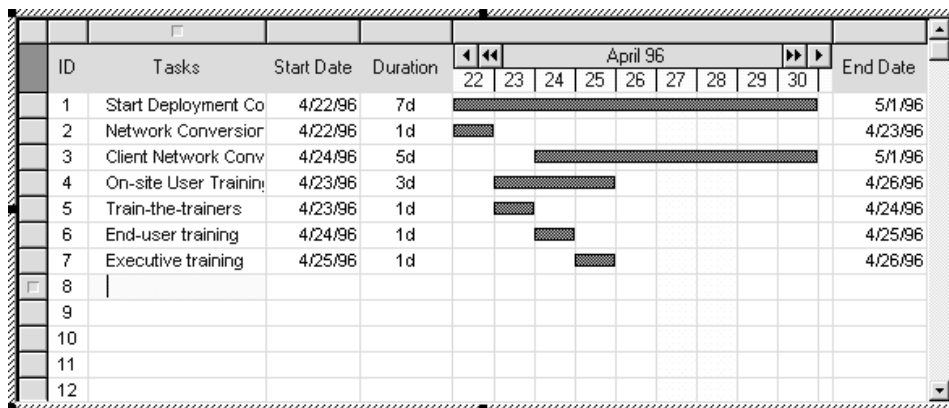 ID Tasks Start Date Duration April 96 End Date
22 23 24 25 26 27 28 29 30
1 Start Deployment Co 4/22/96 7d 5/1/96
2 Network Conversion 4/22/96 1d 4/23/96
3 Client Network Conv 4/24/96 5d 5/1/96
4 On-site User Training 4/23/96 3d 4/26/96
5 Train-the-trainers 4/23/96 1d 4/24/96
6 End-user training 4/24/96 1d 4/25/96
7 Executive training 4/25/96 1d 4/26/96
8
9
10
11
12